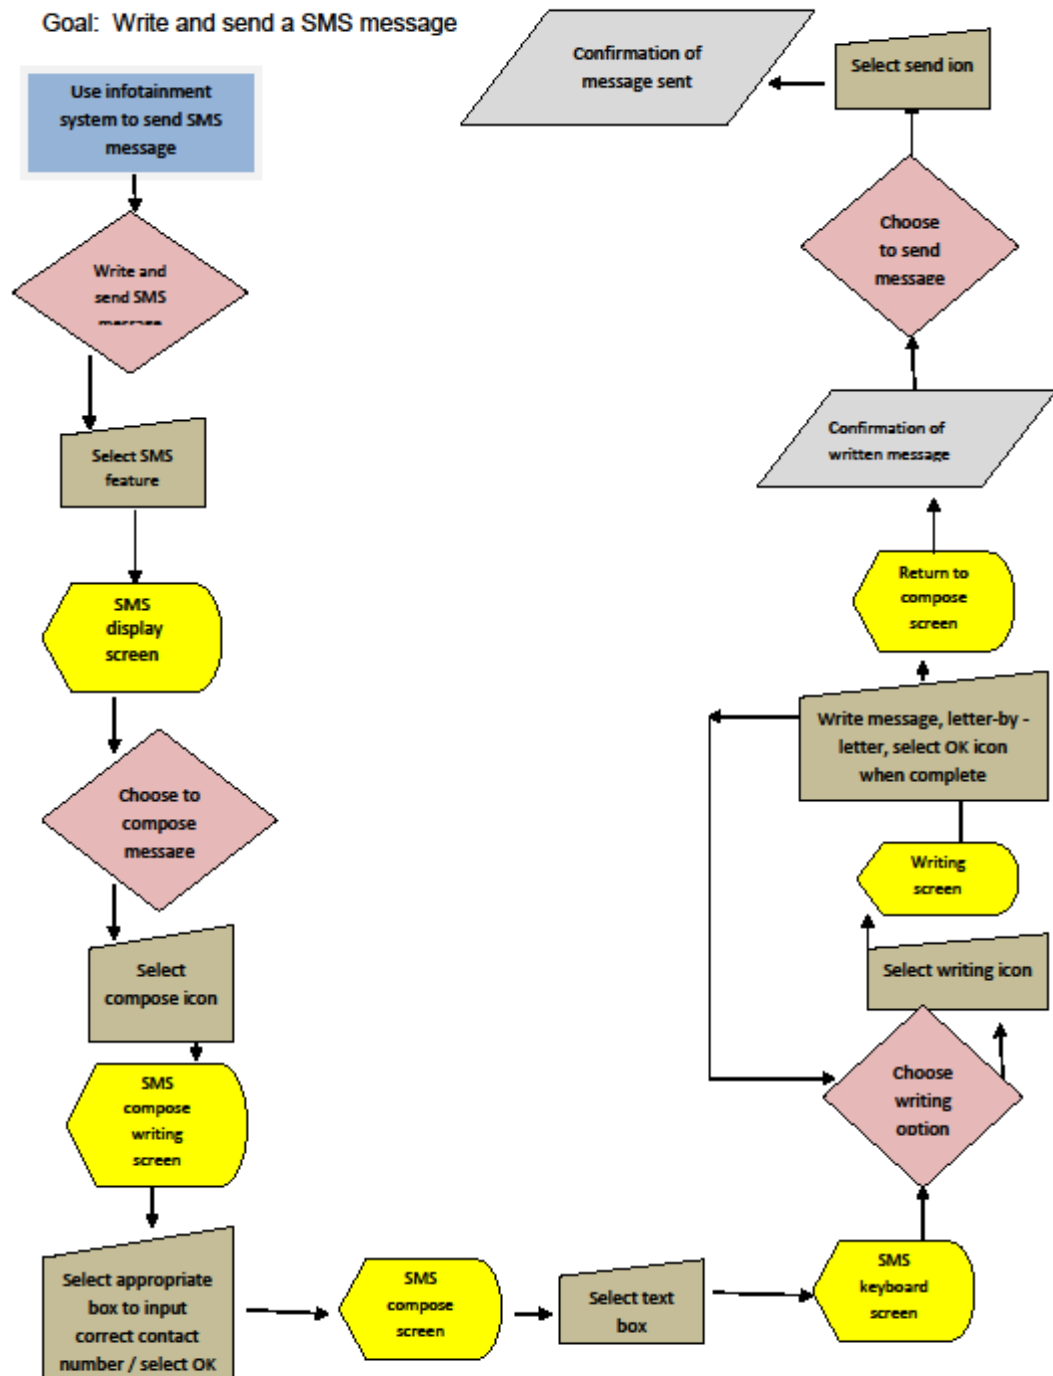 Goal: Write and send a SMS message
Use infotainment
system to send SMS
message
Write and
send SMS
message
Select SMS
feature
SMS
display
screen
Choose to
compose
message
Select
compose icon
SMS
compose
writing
screen
Select appropriate
box to input
correct contact
number / select OK
SMS
compose
screen
Select text
box
SMS
keyboard
screen
Choose
writing
option
Select writing icon
Writing
screen
Write message, letter-by -
letter, select OK icon
when complete
Return to
compose
screen
Confirmation of
written message
Choose
to send
message
Select send ion
Confirmation of
message sent